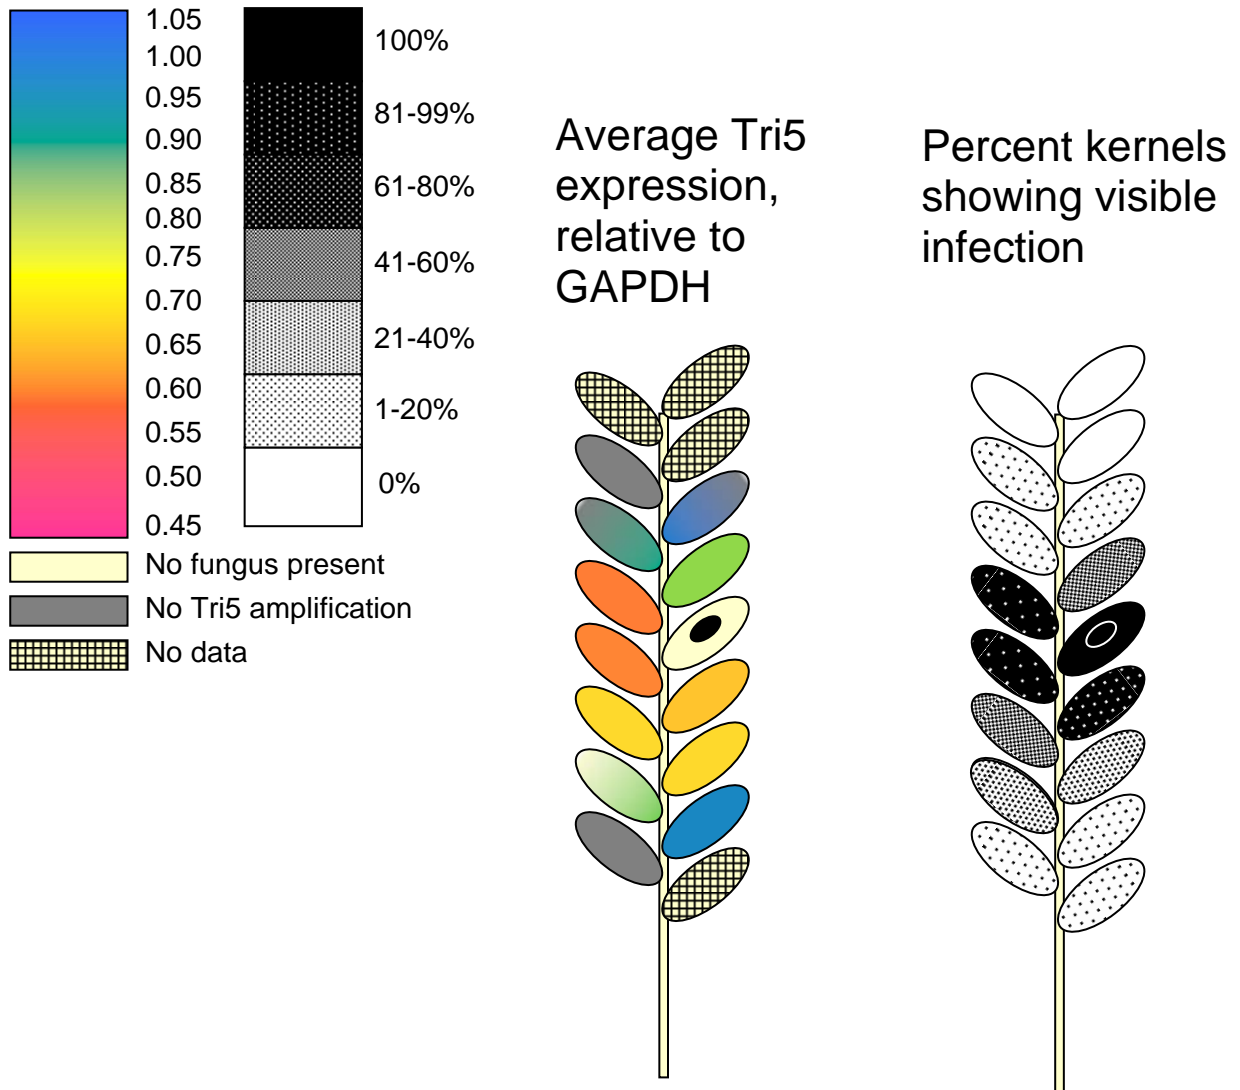 1.05
1.00
0.95
0.90
0.85
0.80
0.75
0.70
0.65
0.60
0.55
0.50
0.45
No fungus present
No Tri5 amplification
No data
100%
81-99%
61-80%
41-60%
21-40%
1-20%
0%
Average Tri5
expression,
relative to
GAPDH
Percent kernels
showing visible
infection